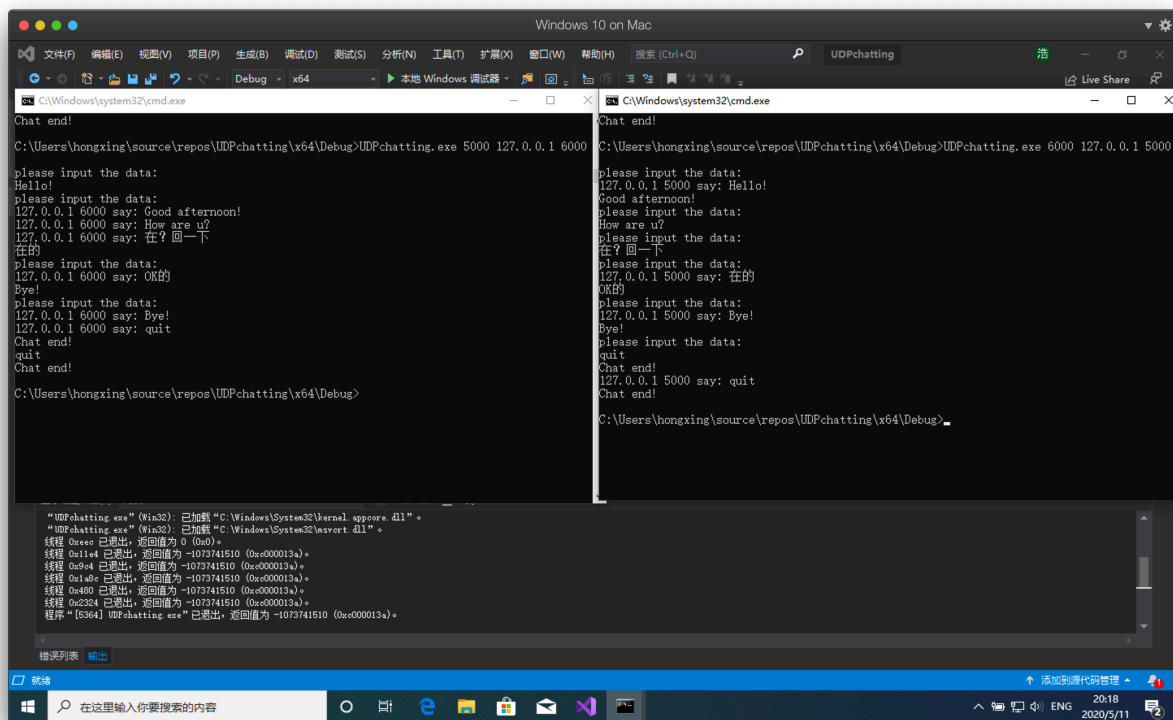 Windows 10 on Mac
文件(F) 编辑(E) 视图(V) 项目(P) 生成(B) 调试(D) 测试(S) 分析(N) 工具(T) 扩展(X) 窗口(W) 帮助(H) 搜索 (Ctrl+Q) UDPchatting 浩
Debug x64 本地 Windows 调试器 Live Share
C:\Windows\system32\cmd.exe
Chat end!
C:\Users\hongxing\source\repos\UDPchatting\x64\Debug>UDPchatting.exe 5000 127.0.0.1 6000
please input the data:
Hello!
please input the data:
127.0.0.1 6000 say: Good afternoon!
127.0.0.1 6000 say: How are u?
127.0.0.1 6000 say: 在？回一下
在的
please input the data:
127.0.0.1 6000 say: OK的
Bye!
please input the data:
127.0.0.1 6000 say: Bye!
127.0.0.1 6000 say: quit
Chat end!
quit
Chat end!
C:\Users\hongxing\source\repos\UDPchatting\x64\Debug>
C:\Windows\system32\cmd.exe
Chat end!
C:\Users\hongxing\source\repos\UDPchatting\x64\Debug>UDPchatting.exe 6000 127.0.0.1 5000
please input the data:
127.0.0.1 5000 say: Hello!
Good afternoon!
please input the data:
How are u?
please input the data:
在？回一下
please input the data:
127.0.0.1 5000 say: 在的
OK的
please input the data:
127.0.0.1 5000 say: Bye!
Bye!
please input the data:
quit
Chat end!
127.0.0.1 5000 say: quit
Chat end!
C:\Users\hongxing\source\repos\UDPchatting\x64\Debug>
“UDPchatting.exe”(Win32): 已加载“C:\Windows\System32\kernel.appcore.dll”。
“UDPchatting.exe”(Win32): 已加载“C:\Windows\System32\msvcrt.dll”。
线程 0xeec 已退出，返回值为 0 (0x0)。
线程 0x11e4 已退出，返回值为 -1073741510 (0xc000013a)。
线程 0x9c4 已退出，返回值为 -1073741510 (0xc000013a)。
线程 0x1a8c 已退出，返回值为 -1073741510 (0xc000013a)。
线程 0x480 已退出，返回值为 -1073741510 (0xc000013a)。
线程 0x2324 已退出，返回值为 -1073741510 (0xc000013a)。
程序“[5364] UDPchatting.exe”已退出，返回值为 -1073741510 (0xc000013a)。
错误列表 输出
就绪 添加到源代码管理 1
在这里输入你要搜索的内容 ENG 20:18
2020/5/11 2